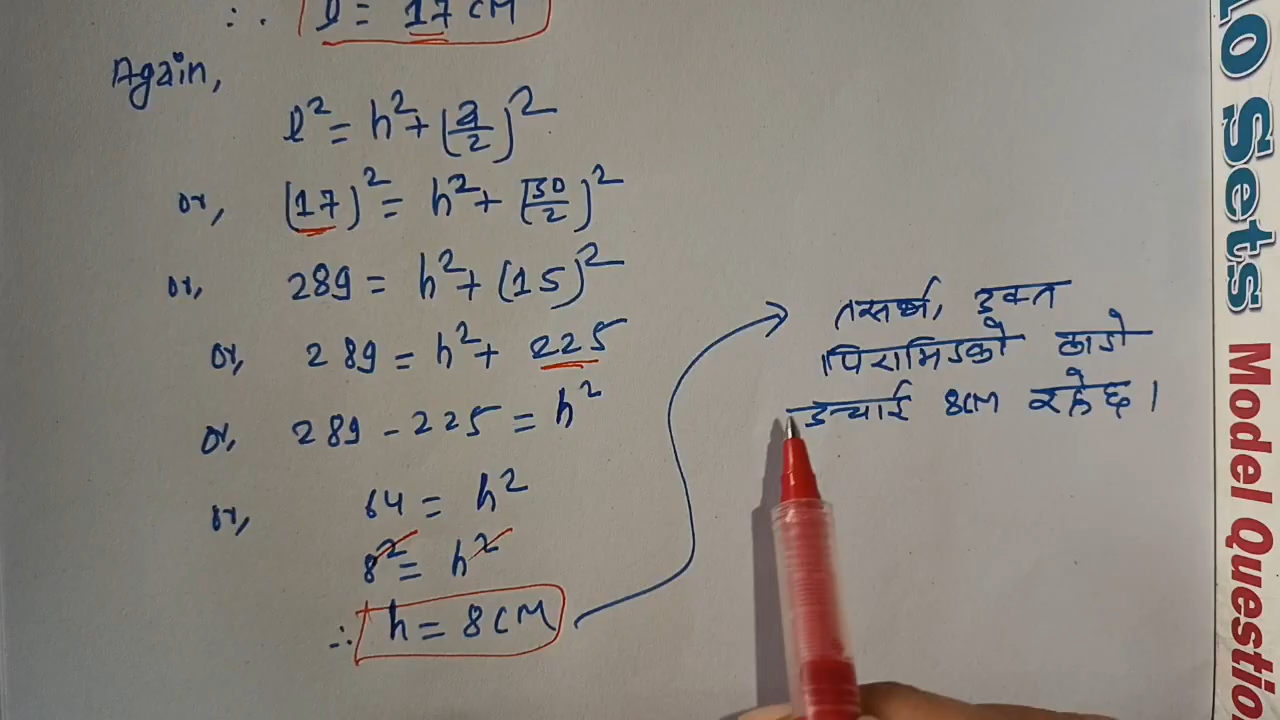 ∴ l = 17 CM
Again,
l² = h² + (a/2)²
or, (17)² = h² + (30/2)²
or, 289 = h² + (15)²
or, 289 = h² + 225
or, 289 - 225 = h²
or, 64 = h²
8² = h²
∴ h = 8 CM
तसर्थ, उक्त
पिरामिडको ठाडो
उचाई 8CM रहेछ।
10 Sets Model Questio